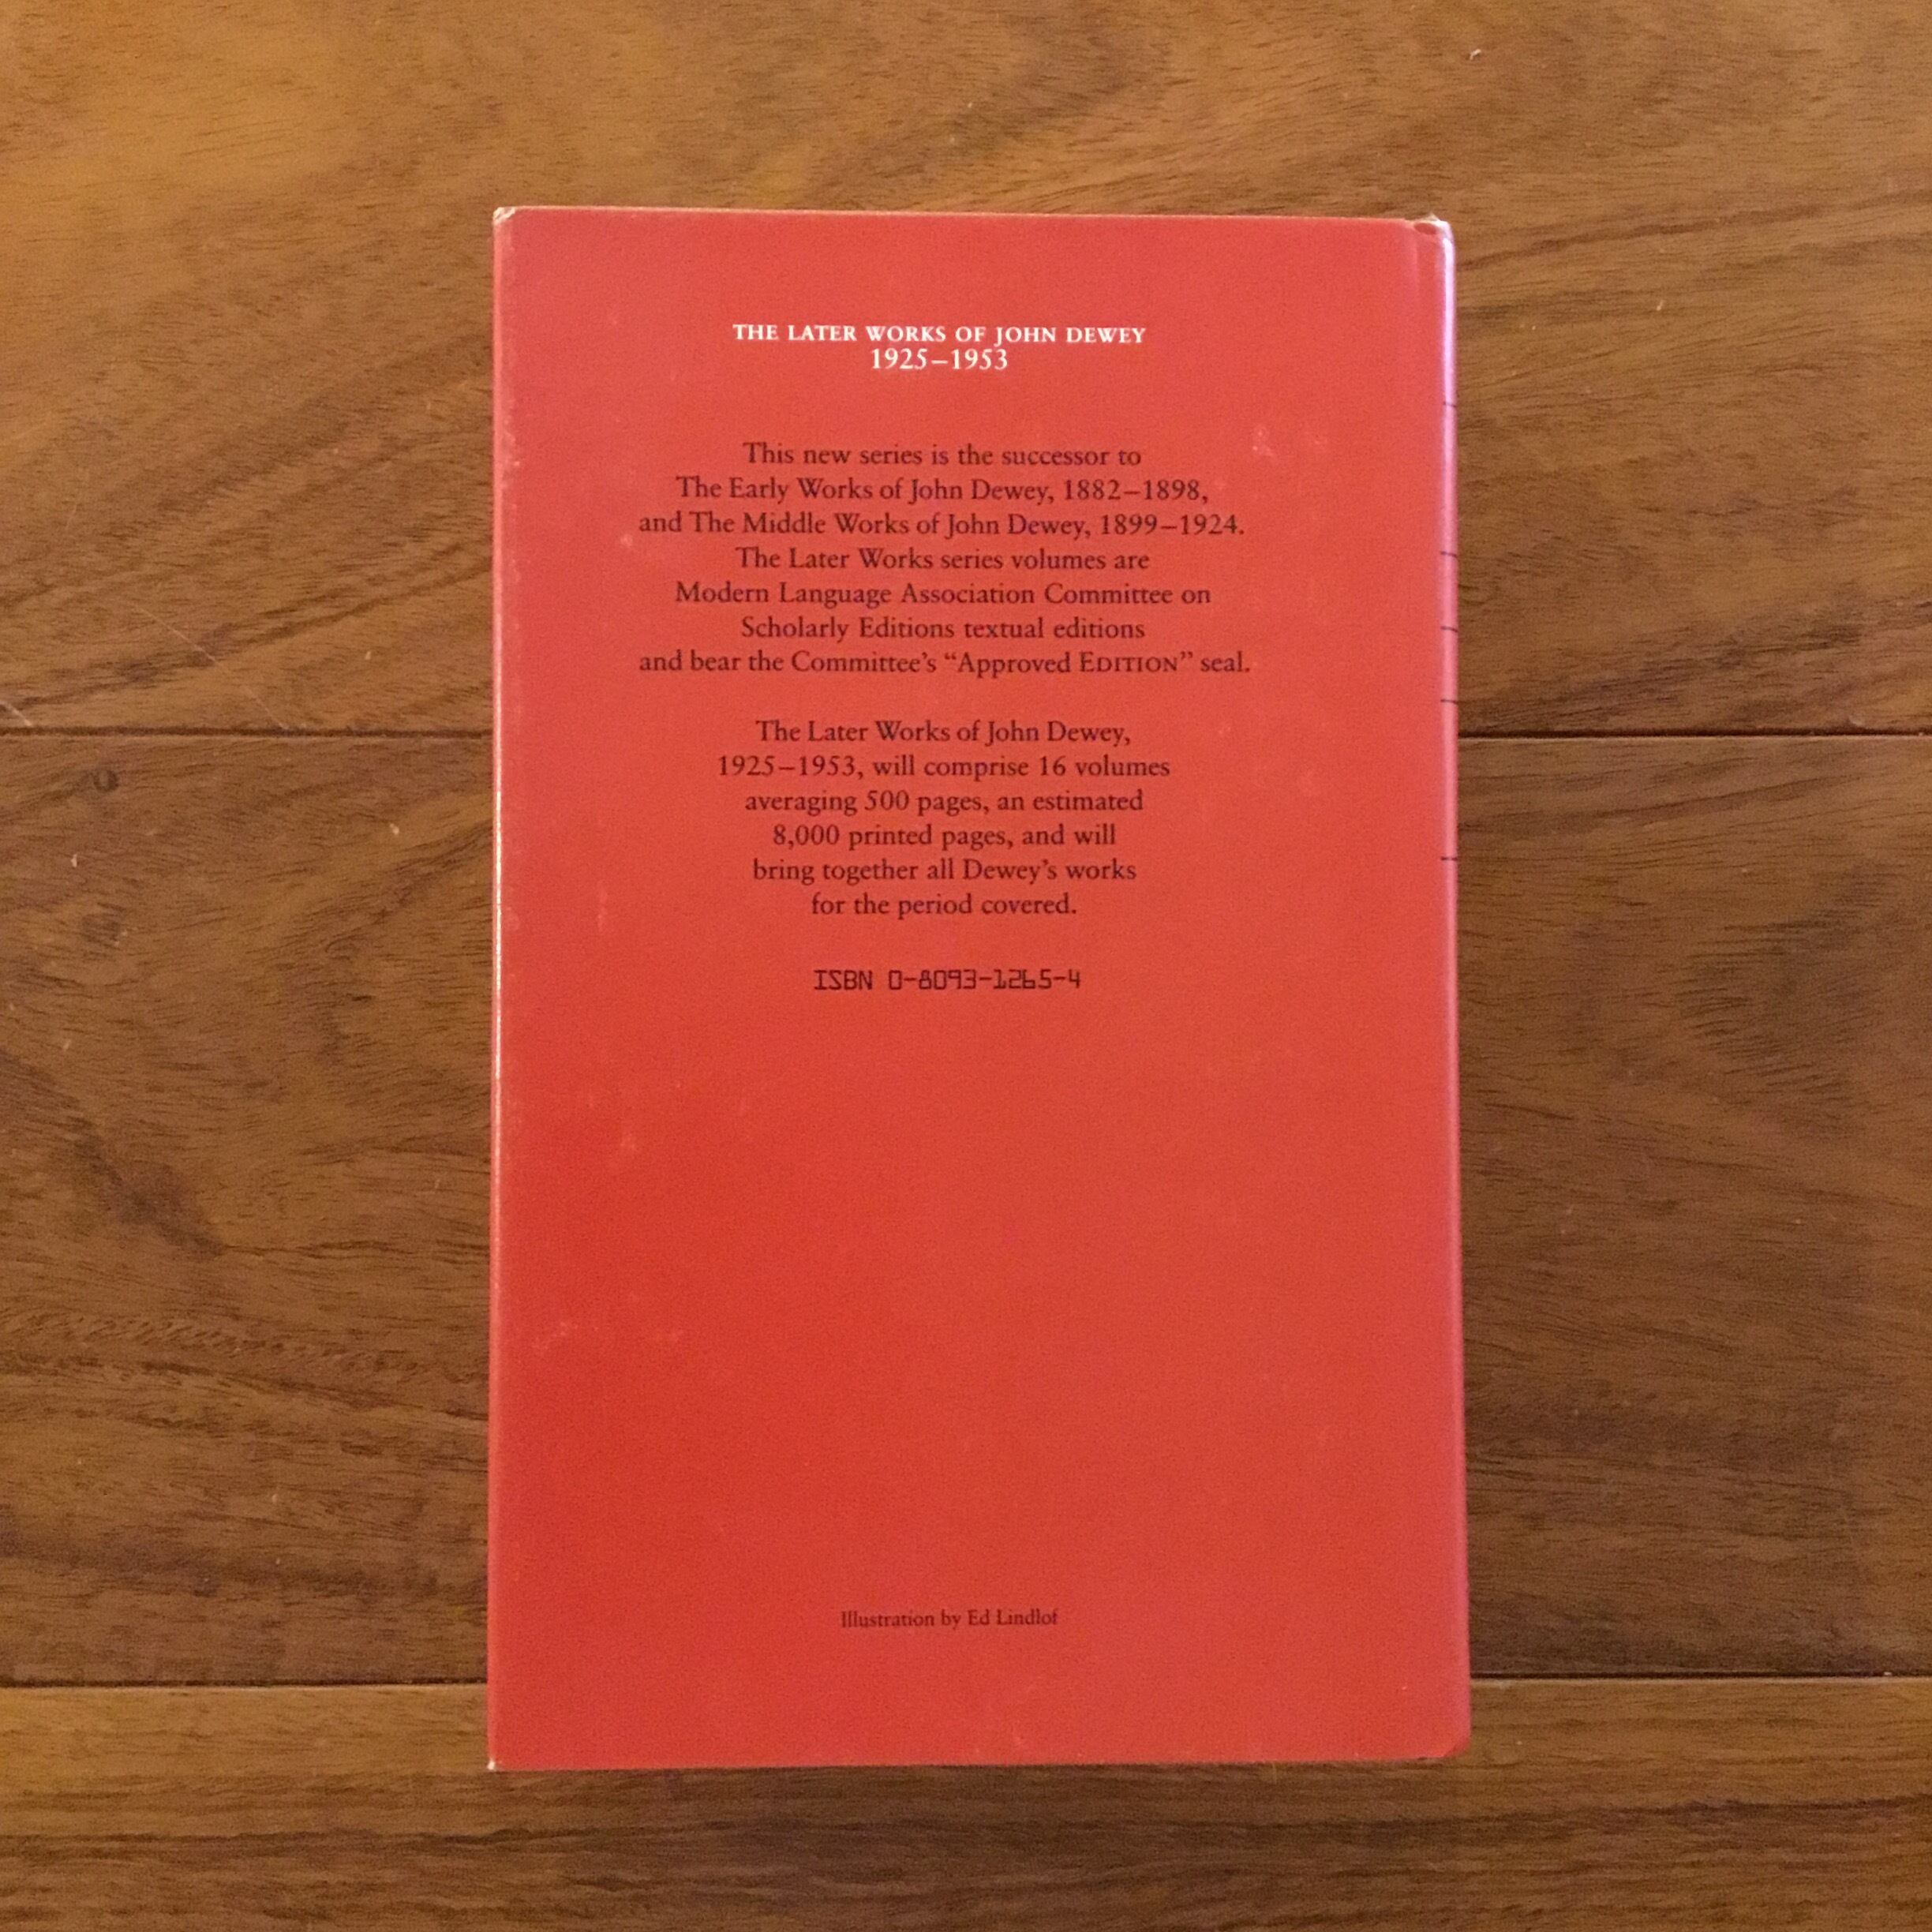 THE LATER WORKS OF JOHN DEWEY
1925–1953
This new series is the successor to
The Early Works of John Dewey, 1882–1898,
and The Middle Works of John Dewey, 1899–1924.
The Later Works series volumes are
Modern Language Association Committee on
Scholarly Editions textual editions
and bear the Committee’s “Approved EDITION” seal.
The Later Works of John Dewey,
1925–1953, will comprise 16 volumes
averaging 500 pages, an estimated
8,000 printed pages, and will
bring together all Dewey’s works
for the period covered.
ISBN 0-8093-1265-4
Illustration by Ed Lindlof